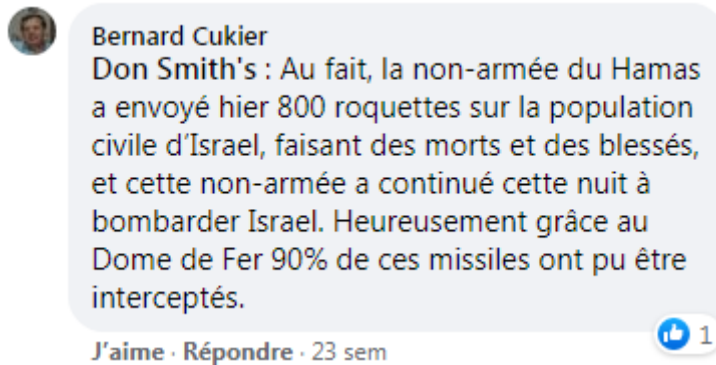 Bernard Cukier
Don Smith's : Au fait, la non-armée du Hamas
a envoyé hier 800 roquettes sur la population
civile d'Israel, faisant des morts et des blessés,
et cette non-armée a continué cette nuit à
bombarder Israel. Heureusement grâce au
Dome de Fer 90% de ces missiles ont pu être
interceptés.
1
J'aime · Répondre · 23 sem